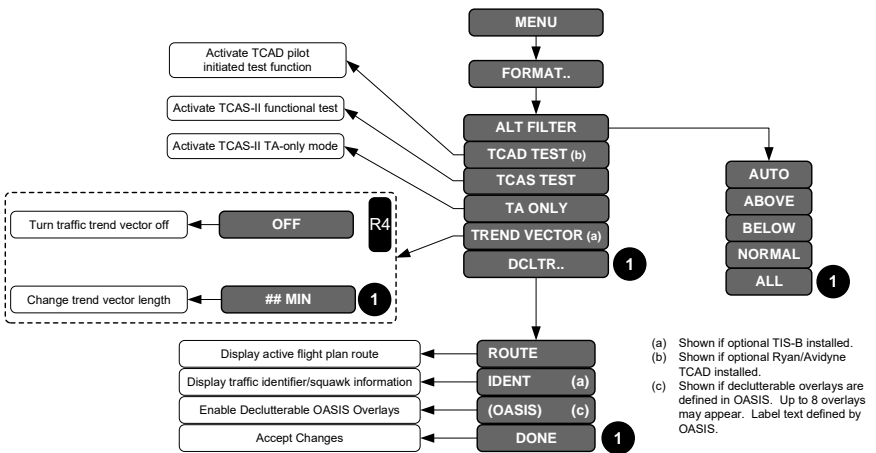 MENU
FORMAT..
Activate TCAD pilot
initiated test function
Activate TCAS-II functional test
Activate TCAS-II TA-only mode
ALT FILTER
TCAD TEST (b)
TCAS TEST
TA ONLY
TREND VECTOR (a)
DCLTR..
1
AUTO
ABOVE
BELOW
NORMAL
ALL
1
Turn traffic trend vector off
OFF
R4
Change trend vector length
## MIN
1
Display active flight plan route
ROUTE
Display traffic identifier/squawk information
IDENT (a)
Enable Declutterable OASIS Overlays
(OASIS) (c)
Accept Changes
DONE
1
(a) Shown if optional TIS-B installed.
(b) Shown if optional Ryan/Avidyne
TCAD installed.
(c) Shown if declutterable overlays are
defined in OASIS. Up to 8 overlays
may appear. Label text defined by
OASIS.